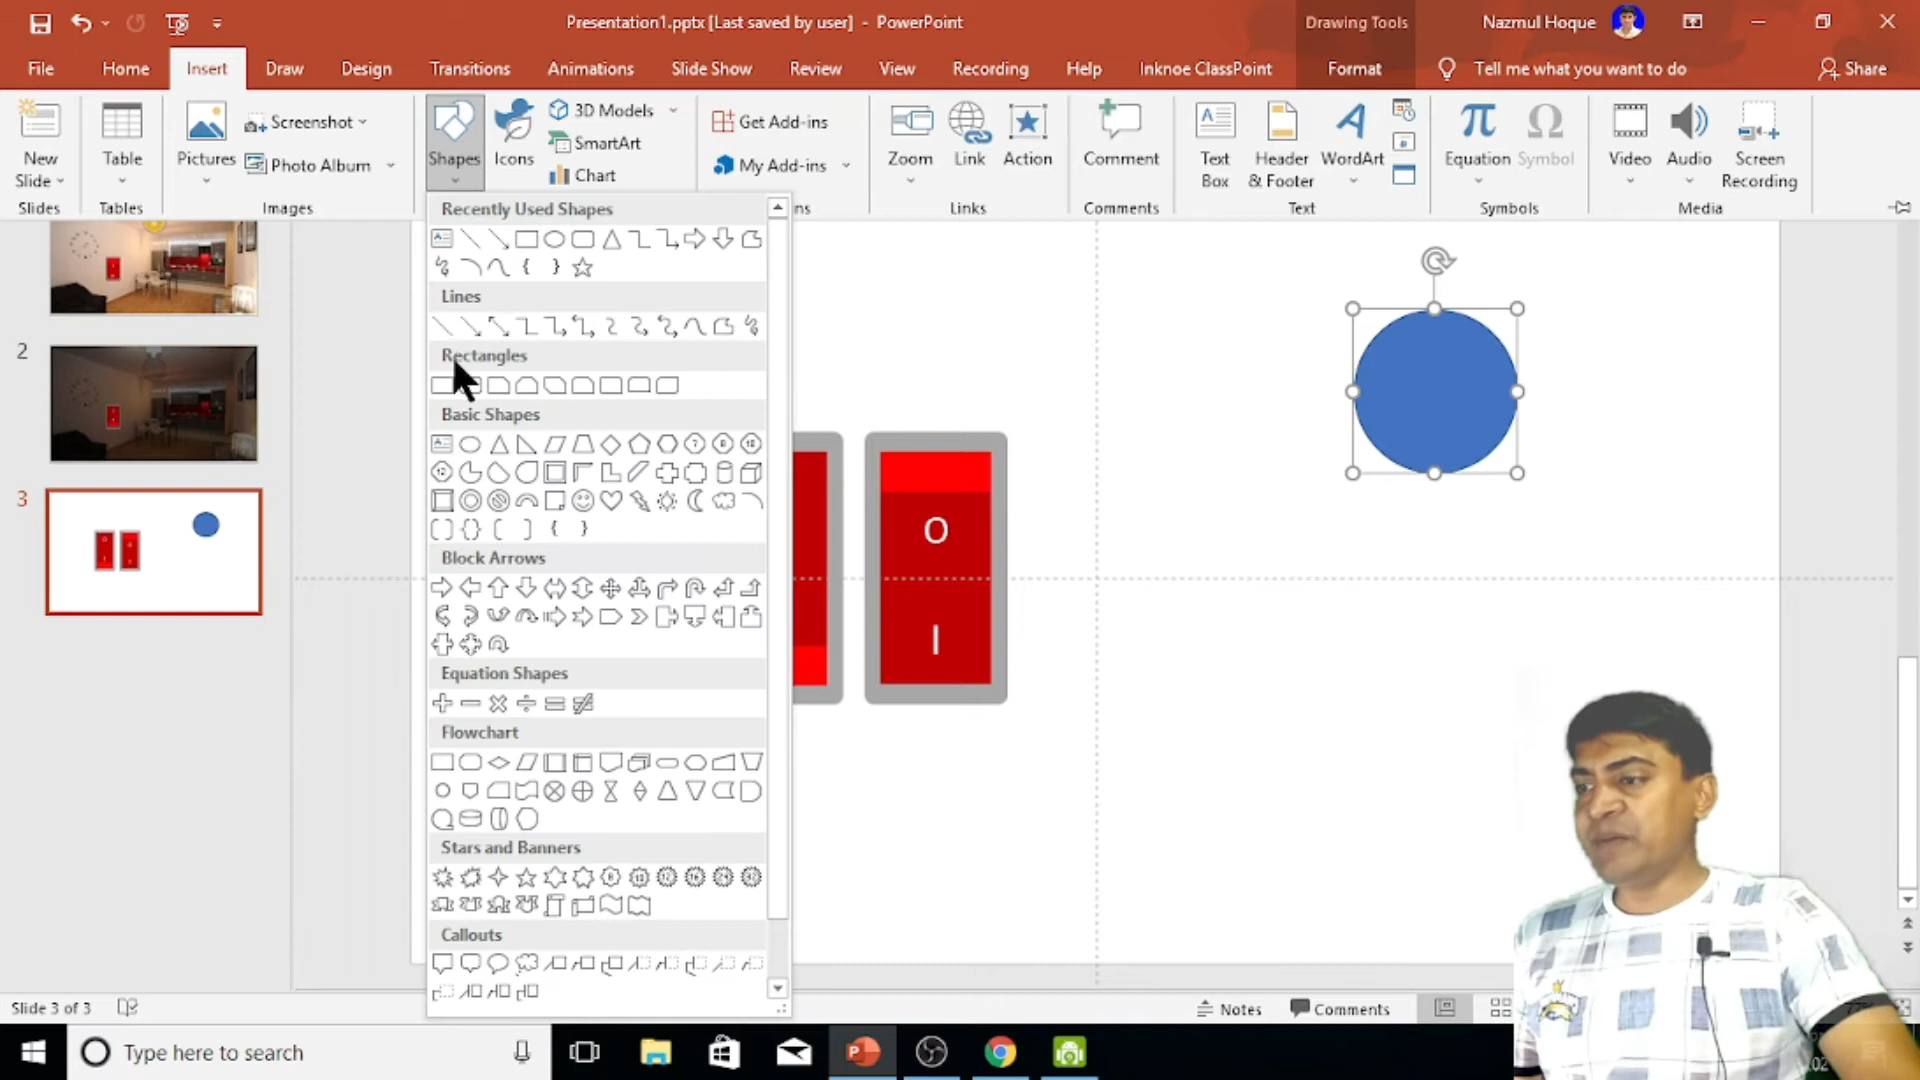 Presentation1.pptx [Last saved by user] - PowerPoint
Drawing Tools
Nazmul Hoque
File
Home
Insert
Draw
Design
Transitions
Animations
Slide Show
Review
View
Recording
Help
Inknoe ClassPoint
Format
Tell me what you want to do
Share
New
Slide
Table
Pictures
Screenshot
Photo Album
Shapes
Icons
3D Models
SmartArt
Chart
Get Add-ins
My Add-ins
Zoom
Link
Action
Comment
Text
Box
Header
& Footer
WordArt
Equation
Symbol
Video
Audio
Screen
Recording
Slides
Tables
Images
ns
Links
Comments
Text
Symbols
Media
Recently Used Shapes
Lines
Rectangles
Basic Shapes
Block Arrows
Equation Shapes
Flowchart
Stars and Banners
Callouts
2
3
O
I
Slide 3 of 3
Notes
Comments
Type here to search